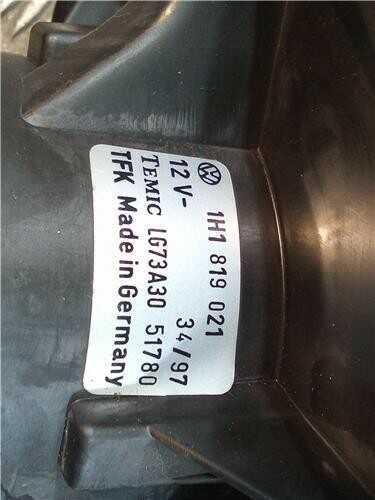 1H1 819 021
12 V- 34/97
TEMIC LG73A30 51780
TFK Made in Germany